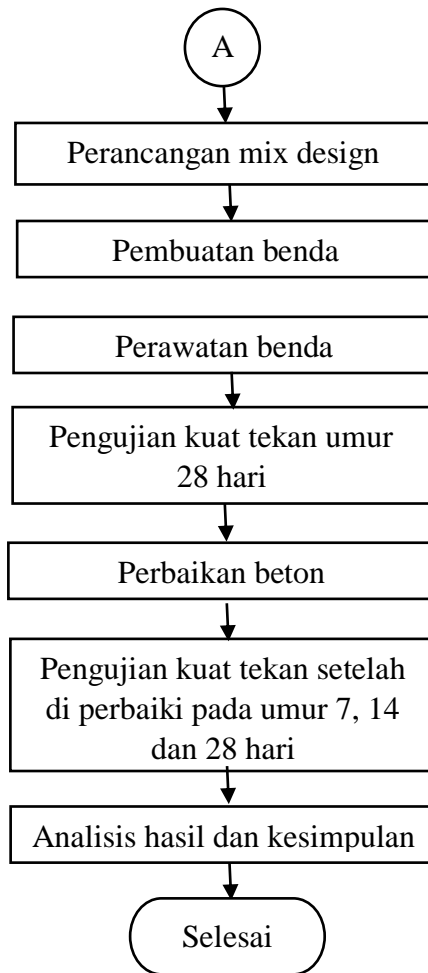 A
Perancangan mix design
Pembuatan benda
Perawatan benda
Pengujian kuat tekan umur
28 hari
Perbaikan beton
Pengujian kuat tekan setelah
di perbaiki pada umur 7, 14
dan 28 hari
Analisis hasil dan kesimpulan
Selesai